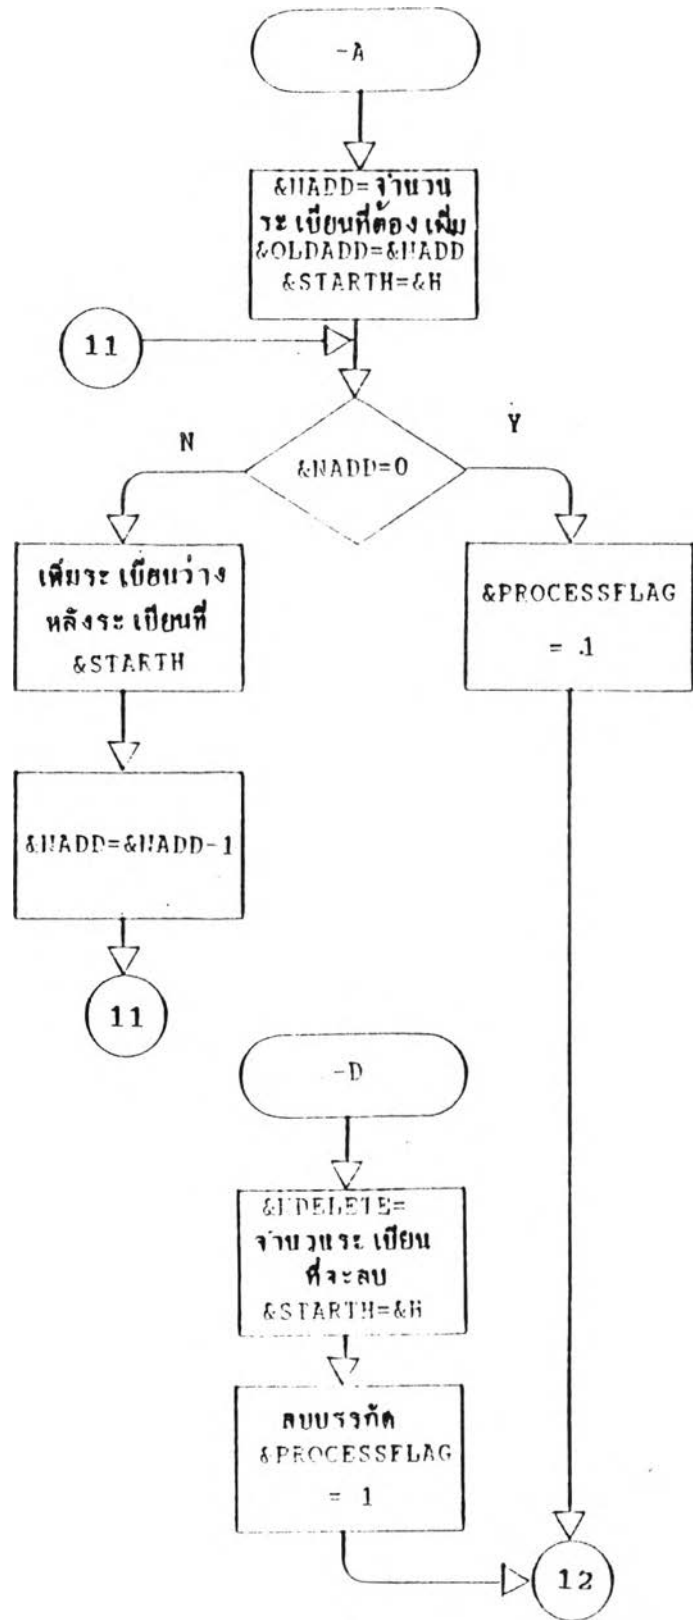 -A
&NADD=จำนวน
ระเบียนที่ต้องเพิ่ม
&OLDADD=&NADD
&STARTH=&H
11
N
Y
&NADD=0
เพิ่มระเบียนว่าง
หลังระเบียนที่
&STARTH
&PROCESSFLAG
= 1
&NADD=&NADD-1
11
-D
&NDELETE=
จำนวนระเบียน
ที่จะลบ
&STARTH=&H
ลบบรรทัด
&PROCESSFLAG
= 1
12